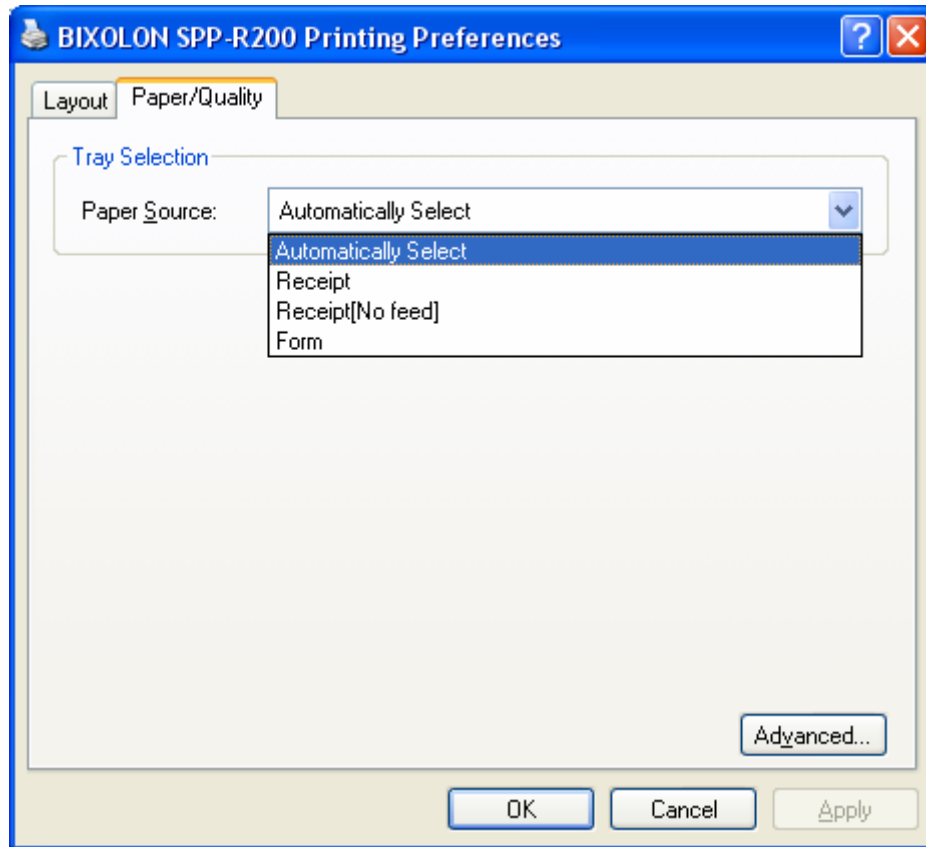 BIXOLON SPP-R200 Printing Preferences
Layout Paper/Quality
Tray Selection
Paper Source: Automatically Select
Automatically Select
Receipt
Receipt[No feed]
Form
Advanced...
OK Cancel Apply